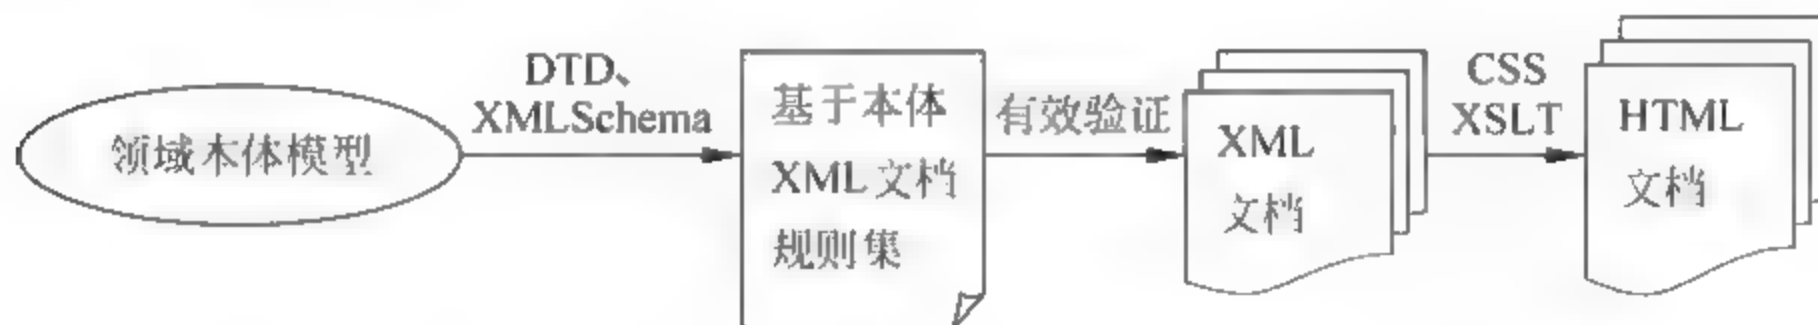 领域本体模型
DTD、
XMLSchema
基于本体
XML文档
规则集
有效验证
XML
文档
CSS
XSLT
HTML
文档